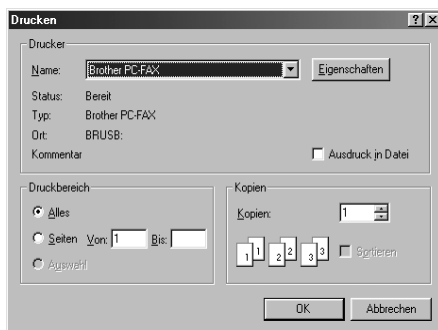 Drucken
Drucker
Name: Brother PC-FAX Eigenschaften
Status: Bereit
Typ: Brother PC-FAX
Ort: BRUSB:
Kommentar Ausdruck in Datei
Druckbereich
Alles
Seiten Von: 1 Bis:
Auswahl
Kopien
Kopien: 1
1 1 2 2 3 3 Sortieren
OK Abbrechen